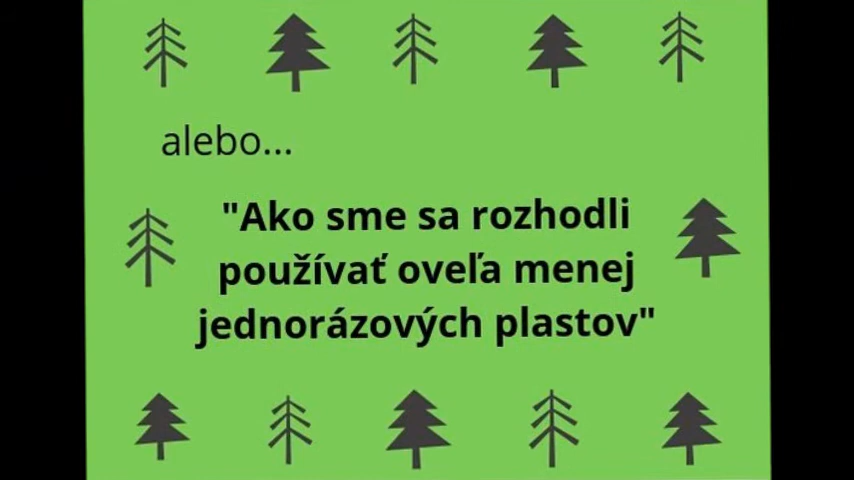 alebo...
"Ako sme sa rozhodli
používať oveľa menej
jednorázových plastov"